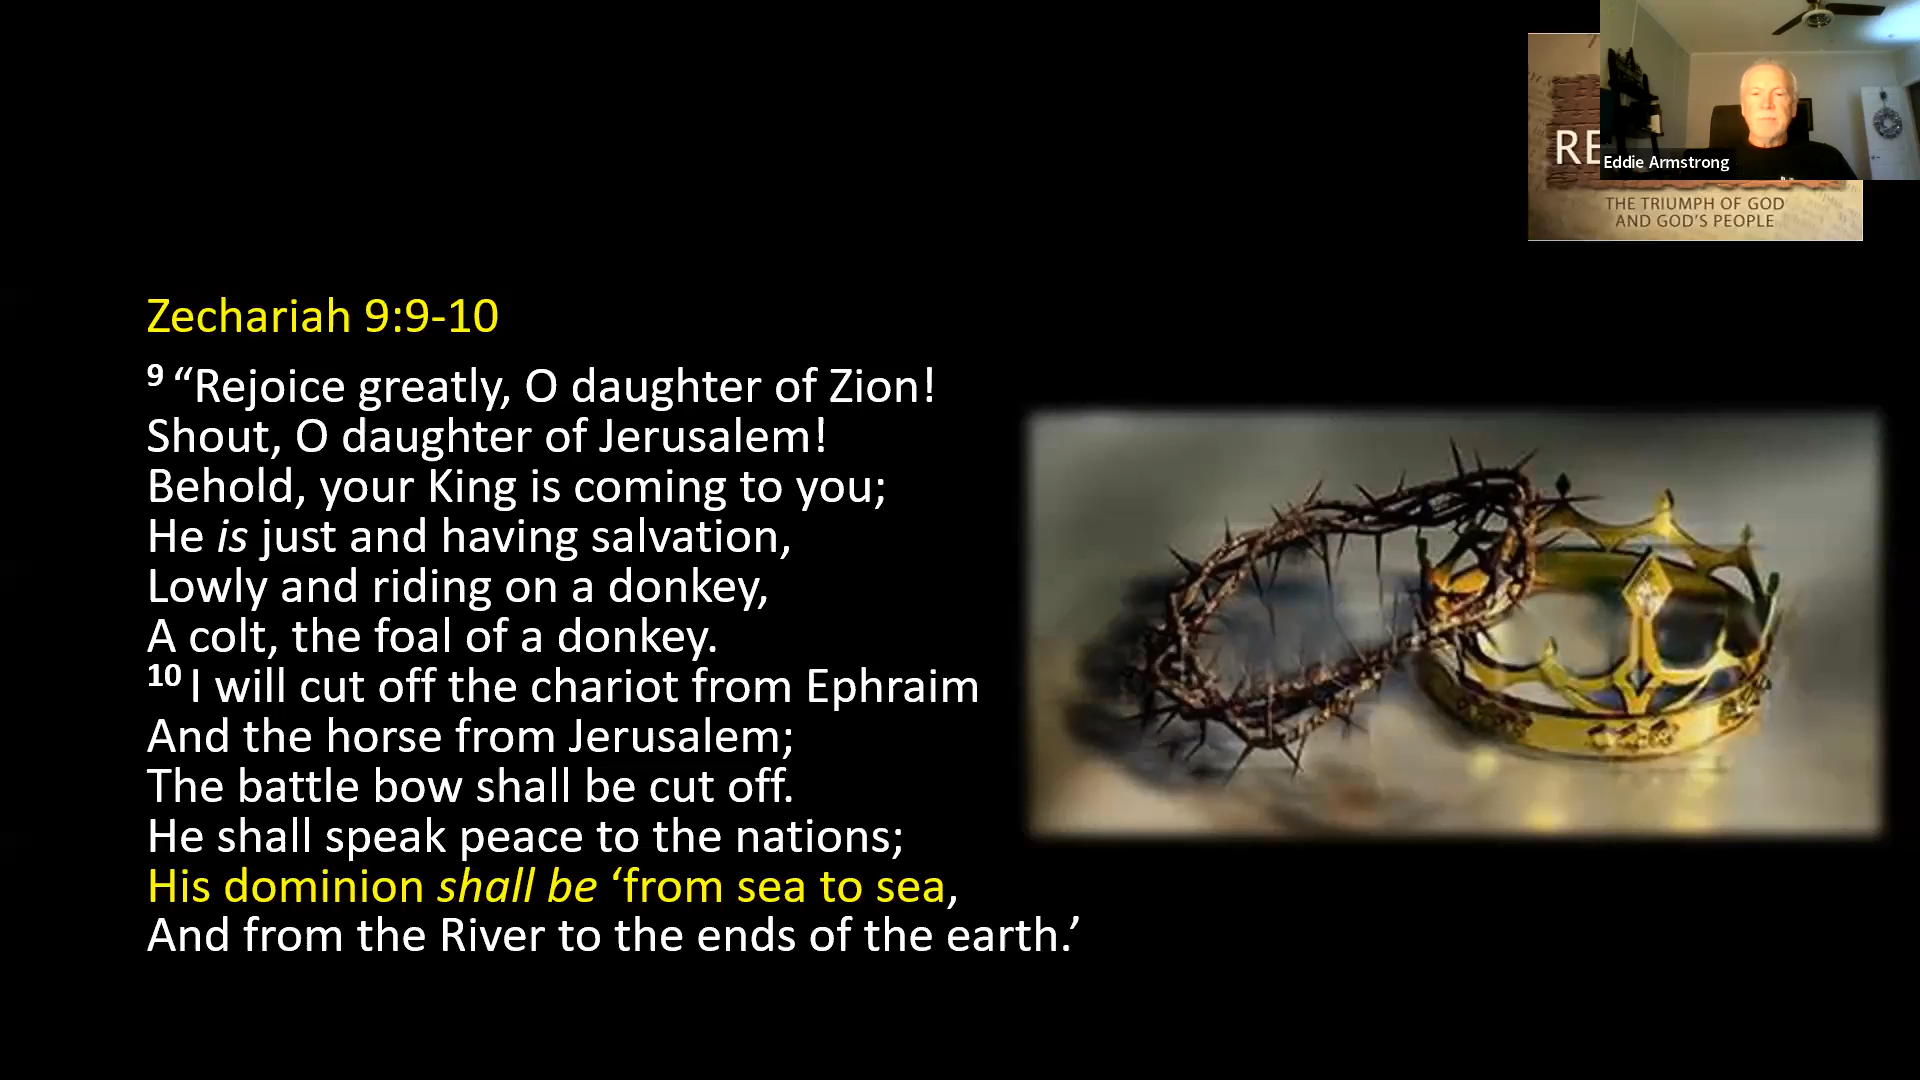 RE
Eddie Armstrong
THE TRIUMPH OF GOD
AND GOD'S PEOPLE
Zechariah 9:9-10
9 “Rejoice greatly, O daughter of Zion!
Shout, O daughter of Jerusalem!
Behold, your King is coming to you;
He is just and having salvation,
Lowly and riding on a donkey,
A colt, the foal of a donkey.
10 I will cut off the chariot from Ephraim
And the horse from Jerusalem;
The battle bow shall be cut off.
He shall speak peace to the nations;
His dominion shall be ‘from sea to sea,
And from the River to the ends of the earth.’